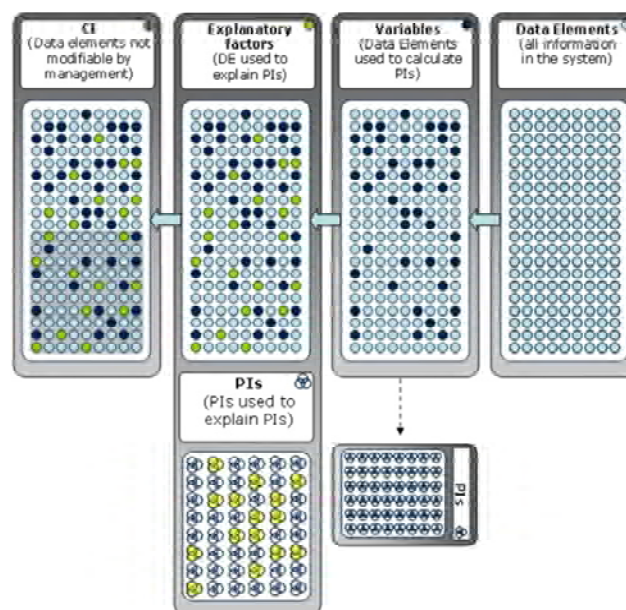 CI
(Data elements not
modifiable by
management)
Explanatory
factors
(DE used to
explain PIs)
Variables
(Data Elements
used to calculate
PIs)
Data Elements
(all information
in the system)
PIs
(PIs used to
explain PIs)
PIs